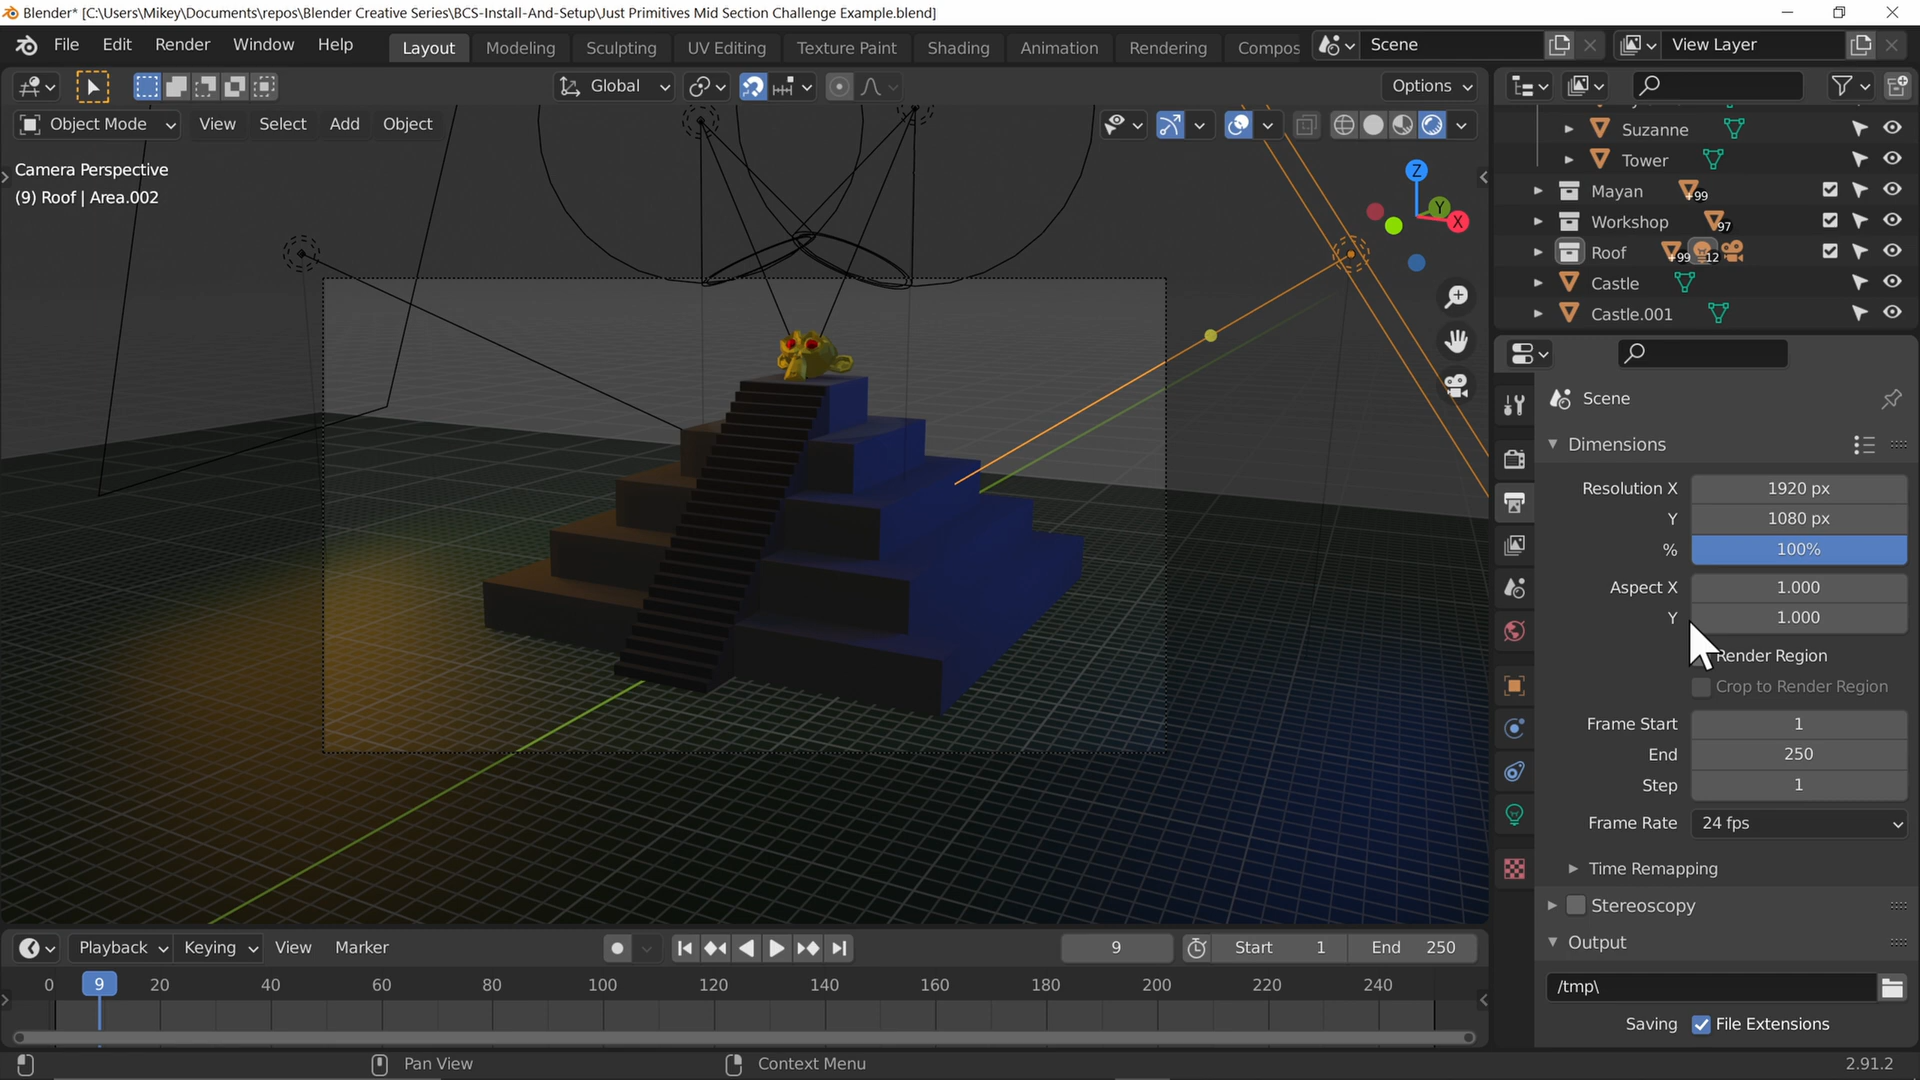 Blender* [C:\Users\Mikey\Documents\repos\Blender Creative Series\BCS-Install-And-Setup\Just Primitives Mid Section Challenge Example.blend]
File Edit Render Window Help
Layout Modeling Sculpting UV Editing Texture Paint Shading Animation Rendering Compos
Scene
View Layer
Global
Options
Object Mode View Select Add Object
Camera Perspective
(9) Roof | Area.002
Z
Y
X
Suzanne
Tower
Mayan +99
Workshop 97
Roof +99 12
Castle
Castle.001
Scene
Dimensions
Resolution X 1920 px
Y 1080 px
% 100%
Aspect X 1.000
Y 1.000
Render Region
Crop to Render Region
Frame Start 1
End 250
Step 1
Frame Rate 24 fps
Time Remapping
Stereoscopy
Output
/tmp\
Saving File Extensions
Playback Keying View Marker
9
Start 1 End 250
0 9 20 40 60 80 100 120 140 160 180 200 220 240
Pan View
Context Menu
2.91.2